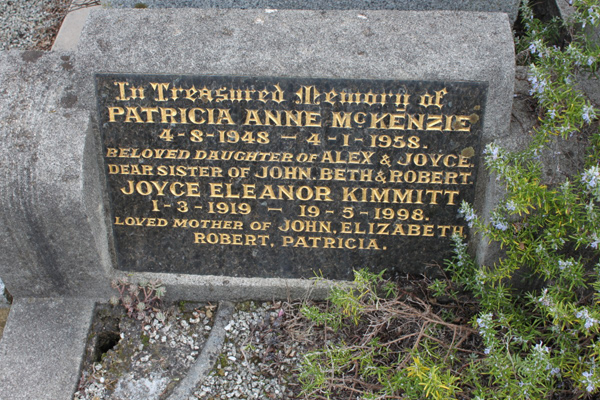 In Treasured Memory of
PATRICIA ANNE McKENZIE
4-8-1948 — 4-1-1958.
BELOVED DAUGHTER OF ALEX & JOYCE.
DEAR SISTER OF JOHN, BETH & ROBERT
JOYCE ELEANOR KIMMITT
1-3-1919 — 19-5-1998.
LOVED MOTHER OF JOHN, ELIZABETH,
ROBERT, PATRICIA.